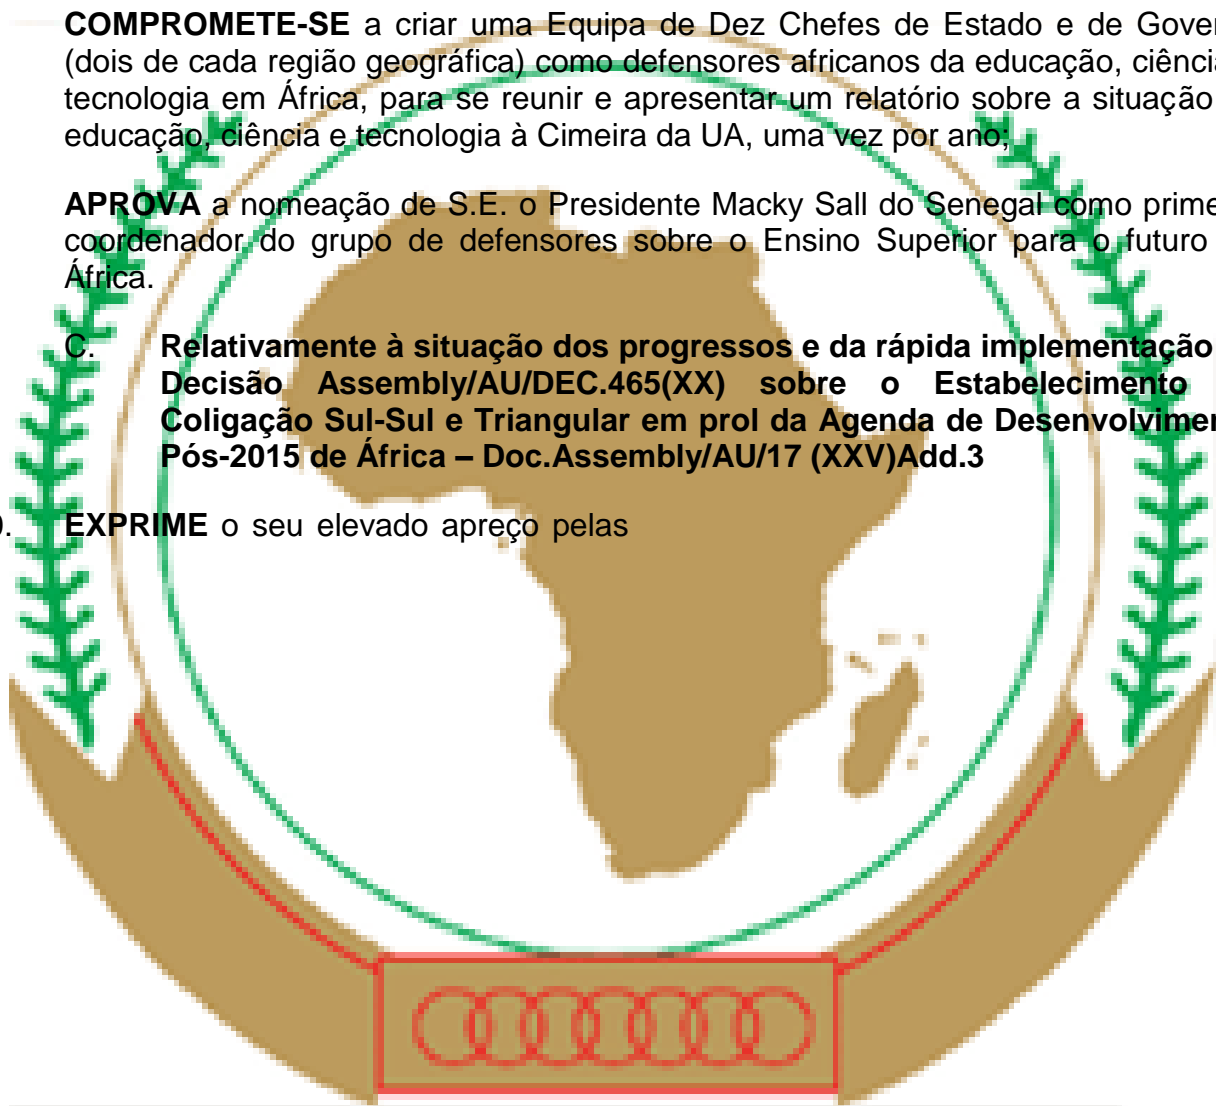 COMPROMETE-SE a criar uma Equipa de Dez Chefes de Estado e de Gover
(dois de cada região geográfica) como defensores africanos da educação, ciência
tecnologia em África, para se reunir e apresentar um relatório sobre a situação
educação, ciência e tecnologia à Cimeira da UA, uma vez por ano;
APROVA a nomeação de S.E. o Presidente Macky Sall do Senegal como prime
coordenador do grupo de defensores sobre o Ensino Superior para o futuro
África.
C. Relativamente à situação dos progressos e da rápida implementação
Decisão Assembly/AU/DEC.465(XX) sobre o Estabelecimento
Coligação Sul-Sul e Triangular em prol da Agenda de Desenvolvimen
Pós-2015 de África – Doc.Assembly/AU/17 (XXV)Add.3
EXPRIME o seu elevado apreço pelas